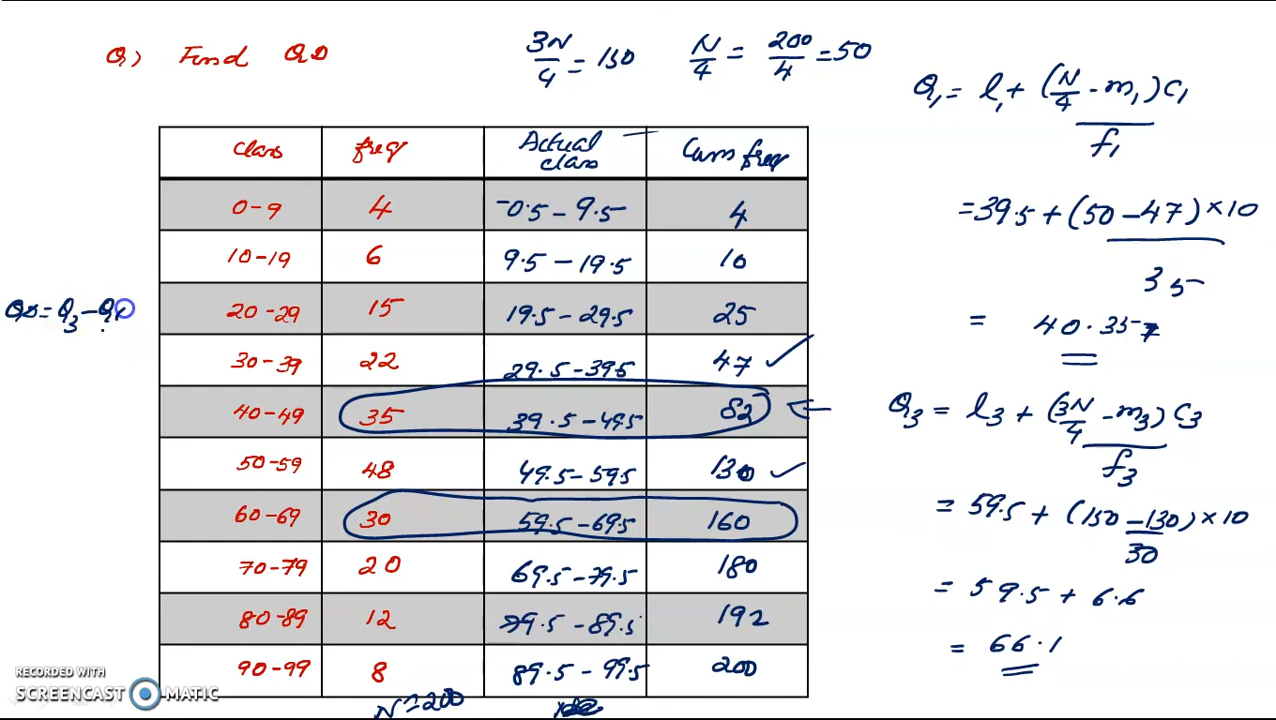 Q) Find QD
3N/4 = 150
N/4 = 200/4 = 50
class freq Actual class Cum freq
0-9 4 -0.5-9.5 4
10-19 6 9.5-19.5 10
20-29 15 19.5-29.5 25
30-39 22 29.5-39.5 47 ✓
40-49 35 39.5-49.5 82 ←
50-59 48 49.5-59.5 130 ✓
60-69 30 59.5-69.5 160
70-79 20 69.5-79.5 180
80-89 12 79.5-89.5 192
90-99 8 89.5-99.5 200
N=200
QD = Q3 - Q1
Q1 = l1 + (N/4 - m1) C1 / f1
= 39.5 + (50-47) × 10 / 35
= 40.357
Q3 = l3 + (3N/4 - m3) C3 / f3
= 59.5 + (150-130) × 10 / 30
= 59.5 + 6.6
= 66.1
RECORDED WITH
SCREENCAST MATIC